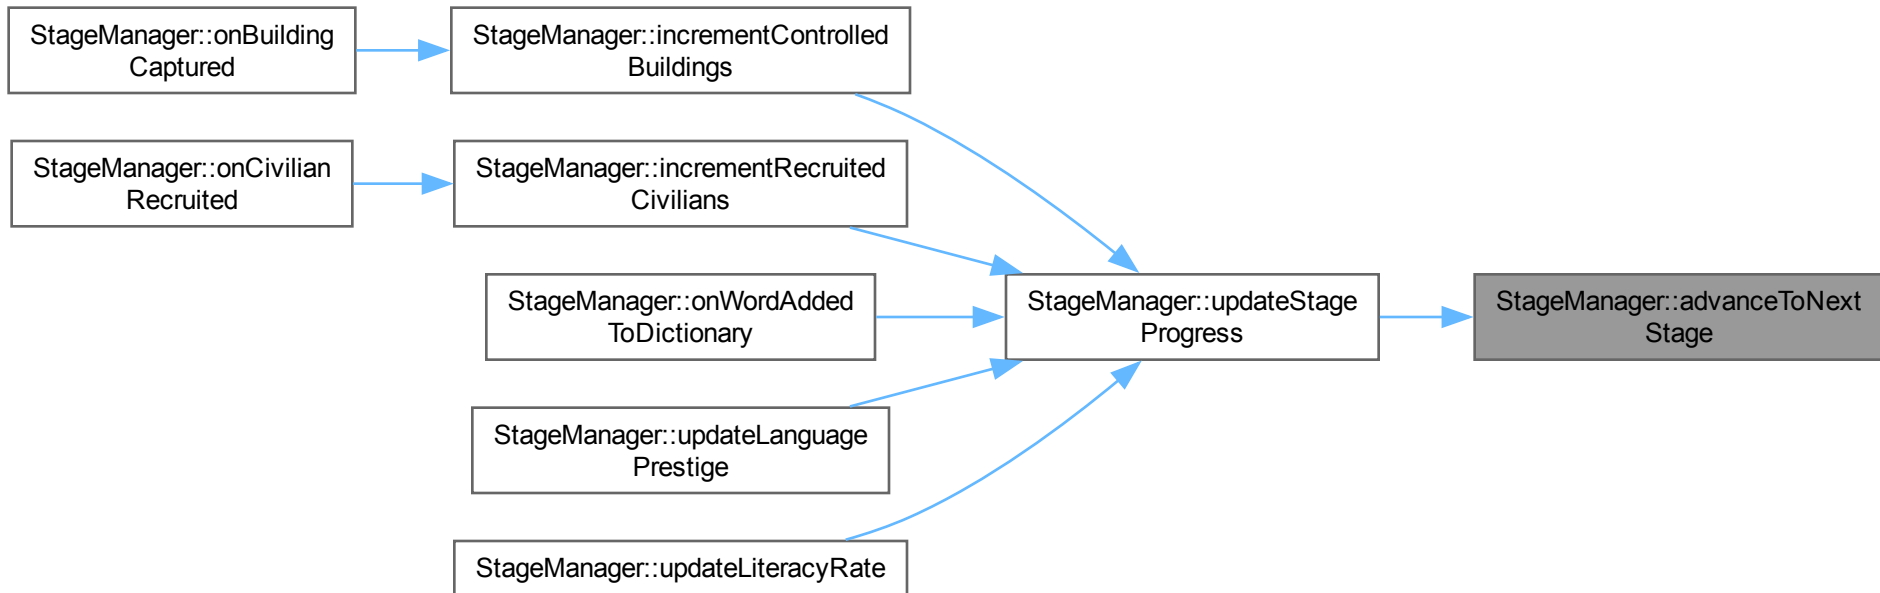 StageManager::onBuilding
Captured
StageManager::incrementControlled
Buildings
StageManager::onCivilian
Recruited
StageManager::incrementRecruited
Civilians
StageManager::onWordAdded
ToDictionary
StageManager::updateStage
Progress
StageManager::advanceToNext
Stage
StageManager::updateLanguage
Prestige
StageManager::updateLiteracyRate